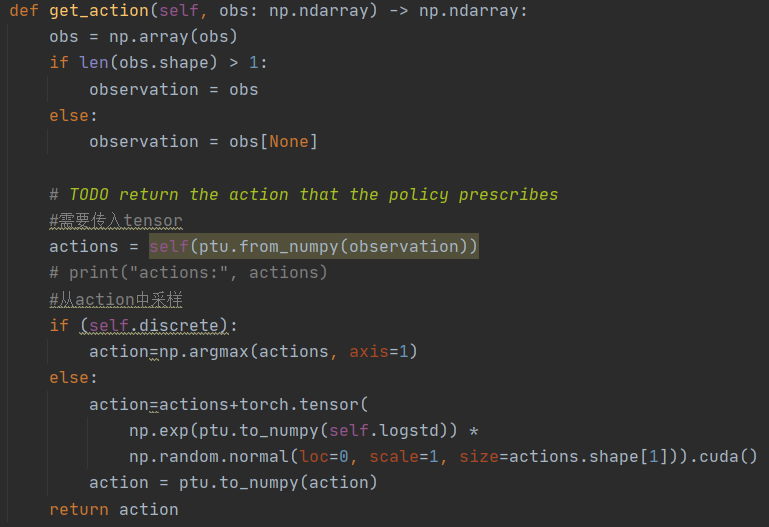 def get_action(self, obs: np.ndarray) -> np.ndarray:
    obs = np.array(obs)
    if len(obs.shape) > 1:
        observation = obs
    else:
        observation = obs[None]

    # TODO return the action that the policy prescribes
    #需要传入tensor
    actions = self(ptu.from_numpy(observation))
    # print("actions:", actions)
    #从action中采样
    if (self.discrete):
        action=np.argmax(actions, axis=1)
    else:
        action=actions+torch.tensor(
            np.exp(ptu.to_numpy(self.logstd)) *
            np.random.normal(loc=0, scale=1, size=actions.shape[1])).cuda()
        action = ptu.to_numpy(action)
    return action